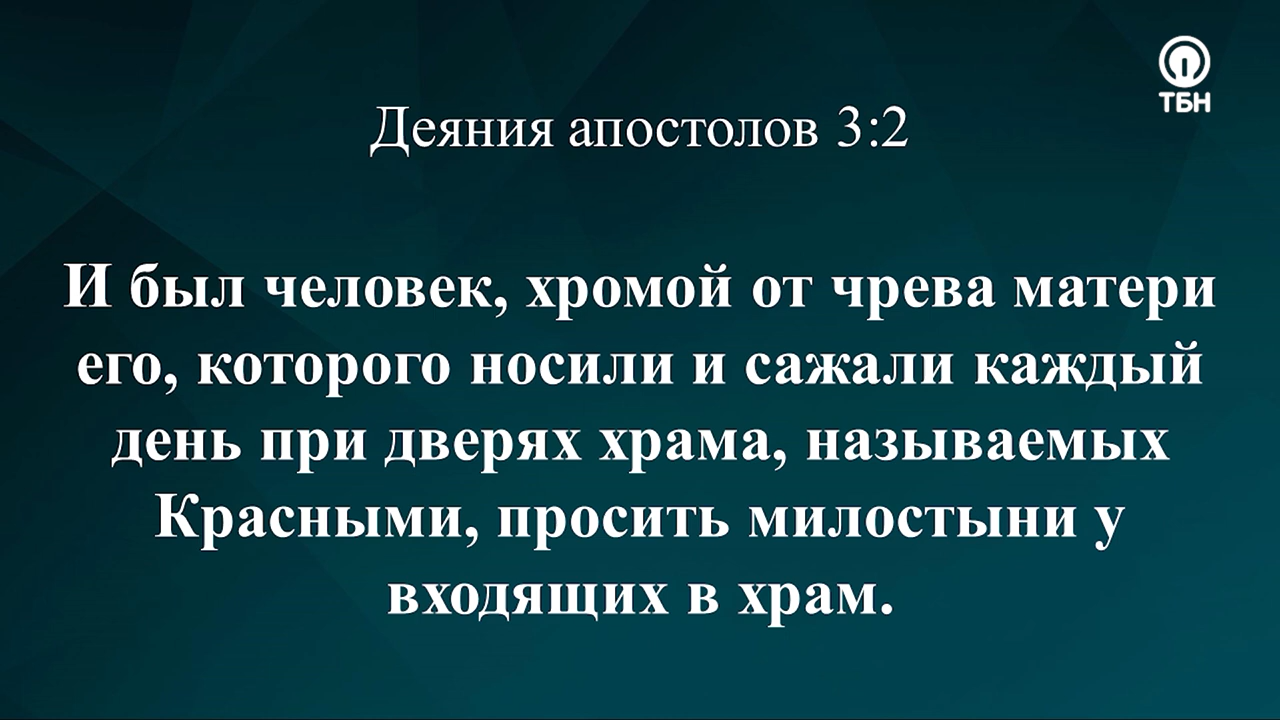 ТБН
Деяния апостолов 3:2
И был человек, хромой от чрева матери
его, которого носили и сажали каждый
день при дверях храма, называемых
Красными, просить милостыни у
входящих в храм.